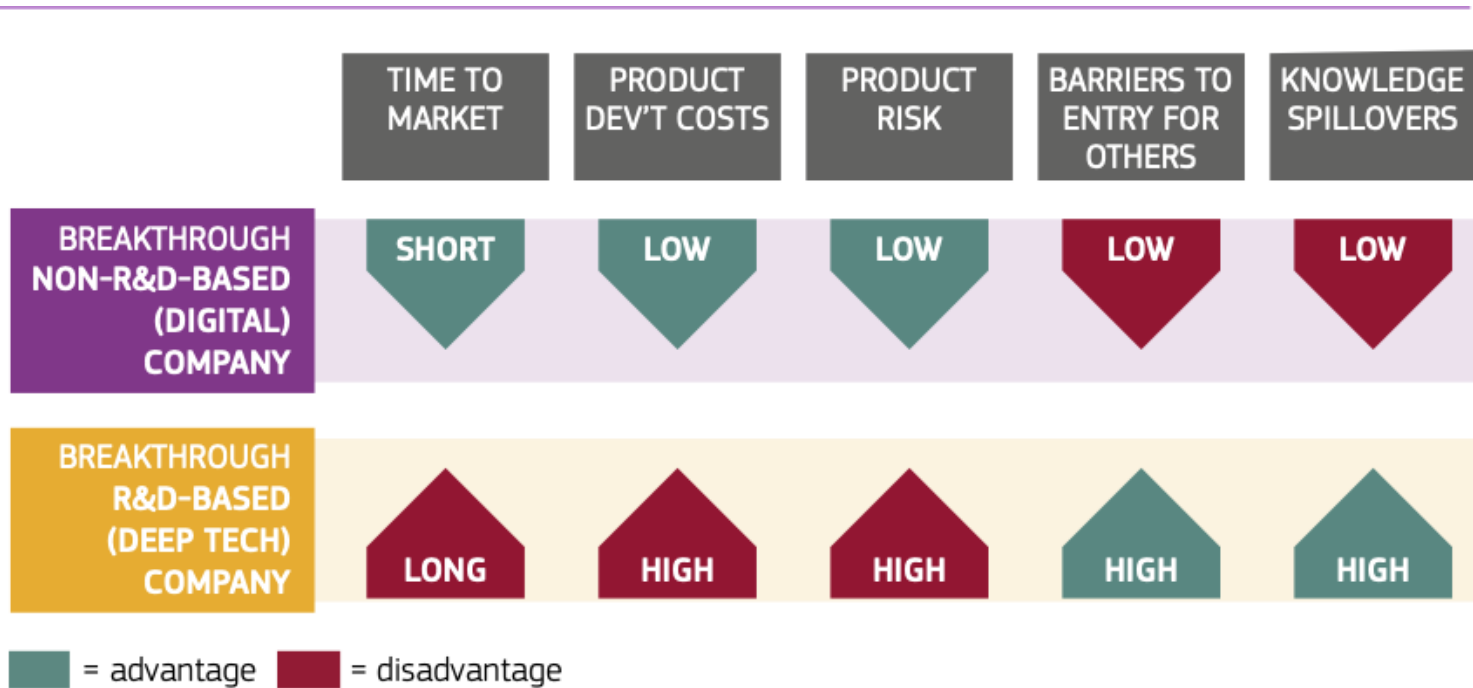 TIME TO
MARKET
PRODUCT
DEV'T COSTS
PRODUCT
RISK
BARRIERS TO
ENTRY FOR
OTHERS
KNOWLEDGE
SPILLOVERS
BREAKTHROUGH
NON-R&D-BASED
(DIGITAL)
COMPANY
SHORT
LOW
LOW
LOW
LOW
BREAKTHROUGH
R&D-BASED
(DEEP TECH)
COMPANY
LONG
HIGH
HIGH
HIGH
HIGH
= advantage
= disadvantage